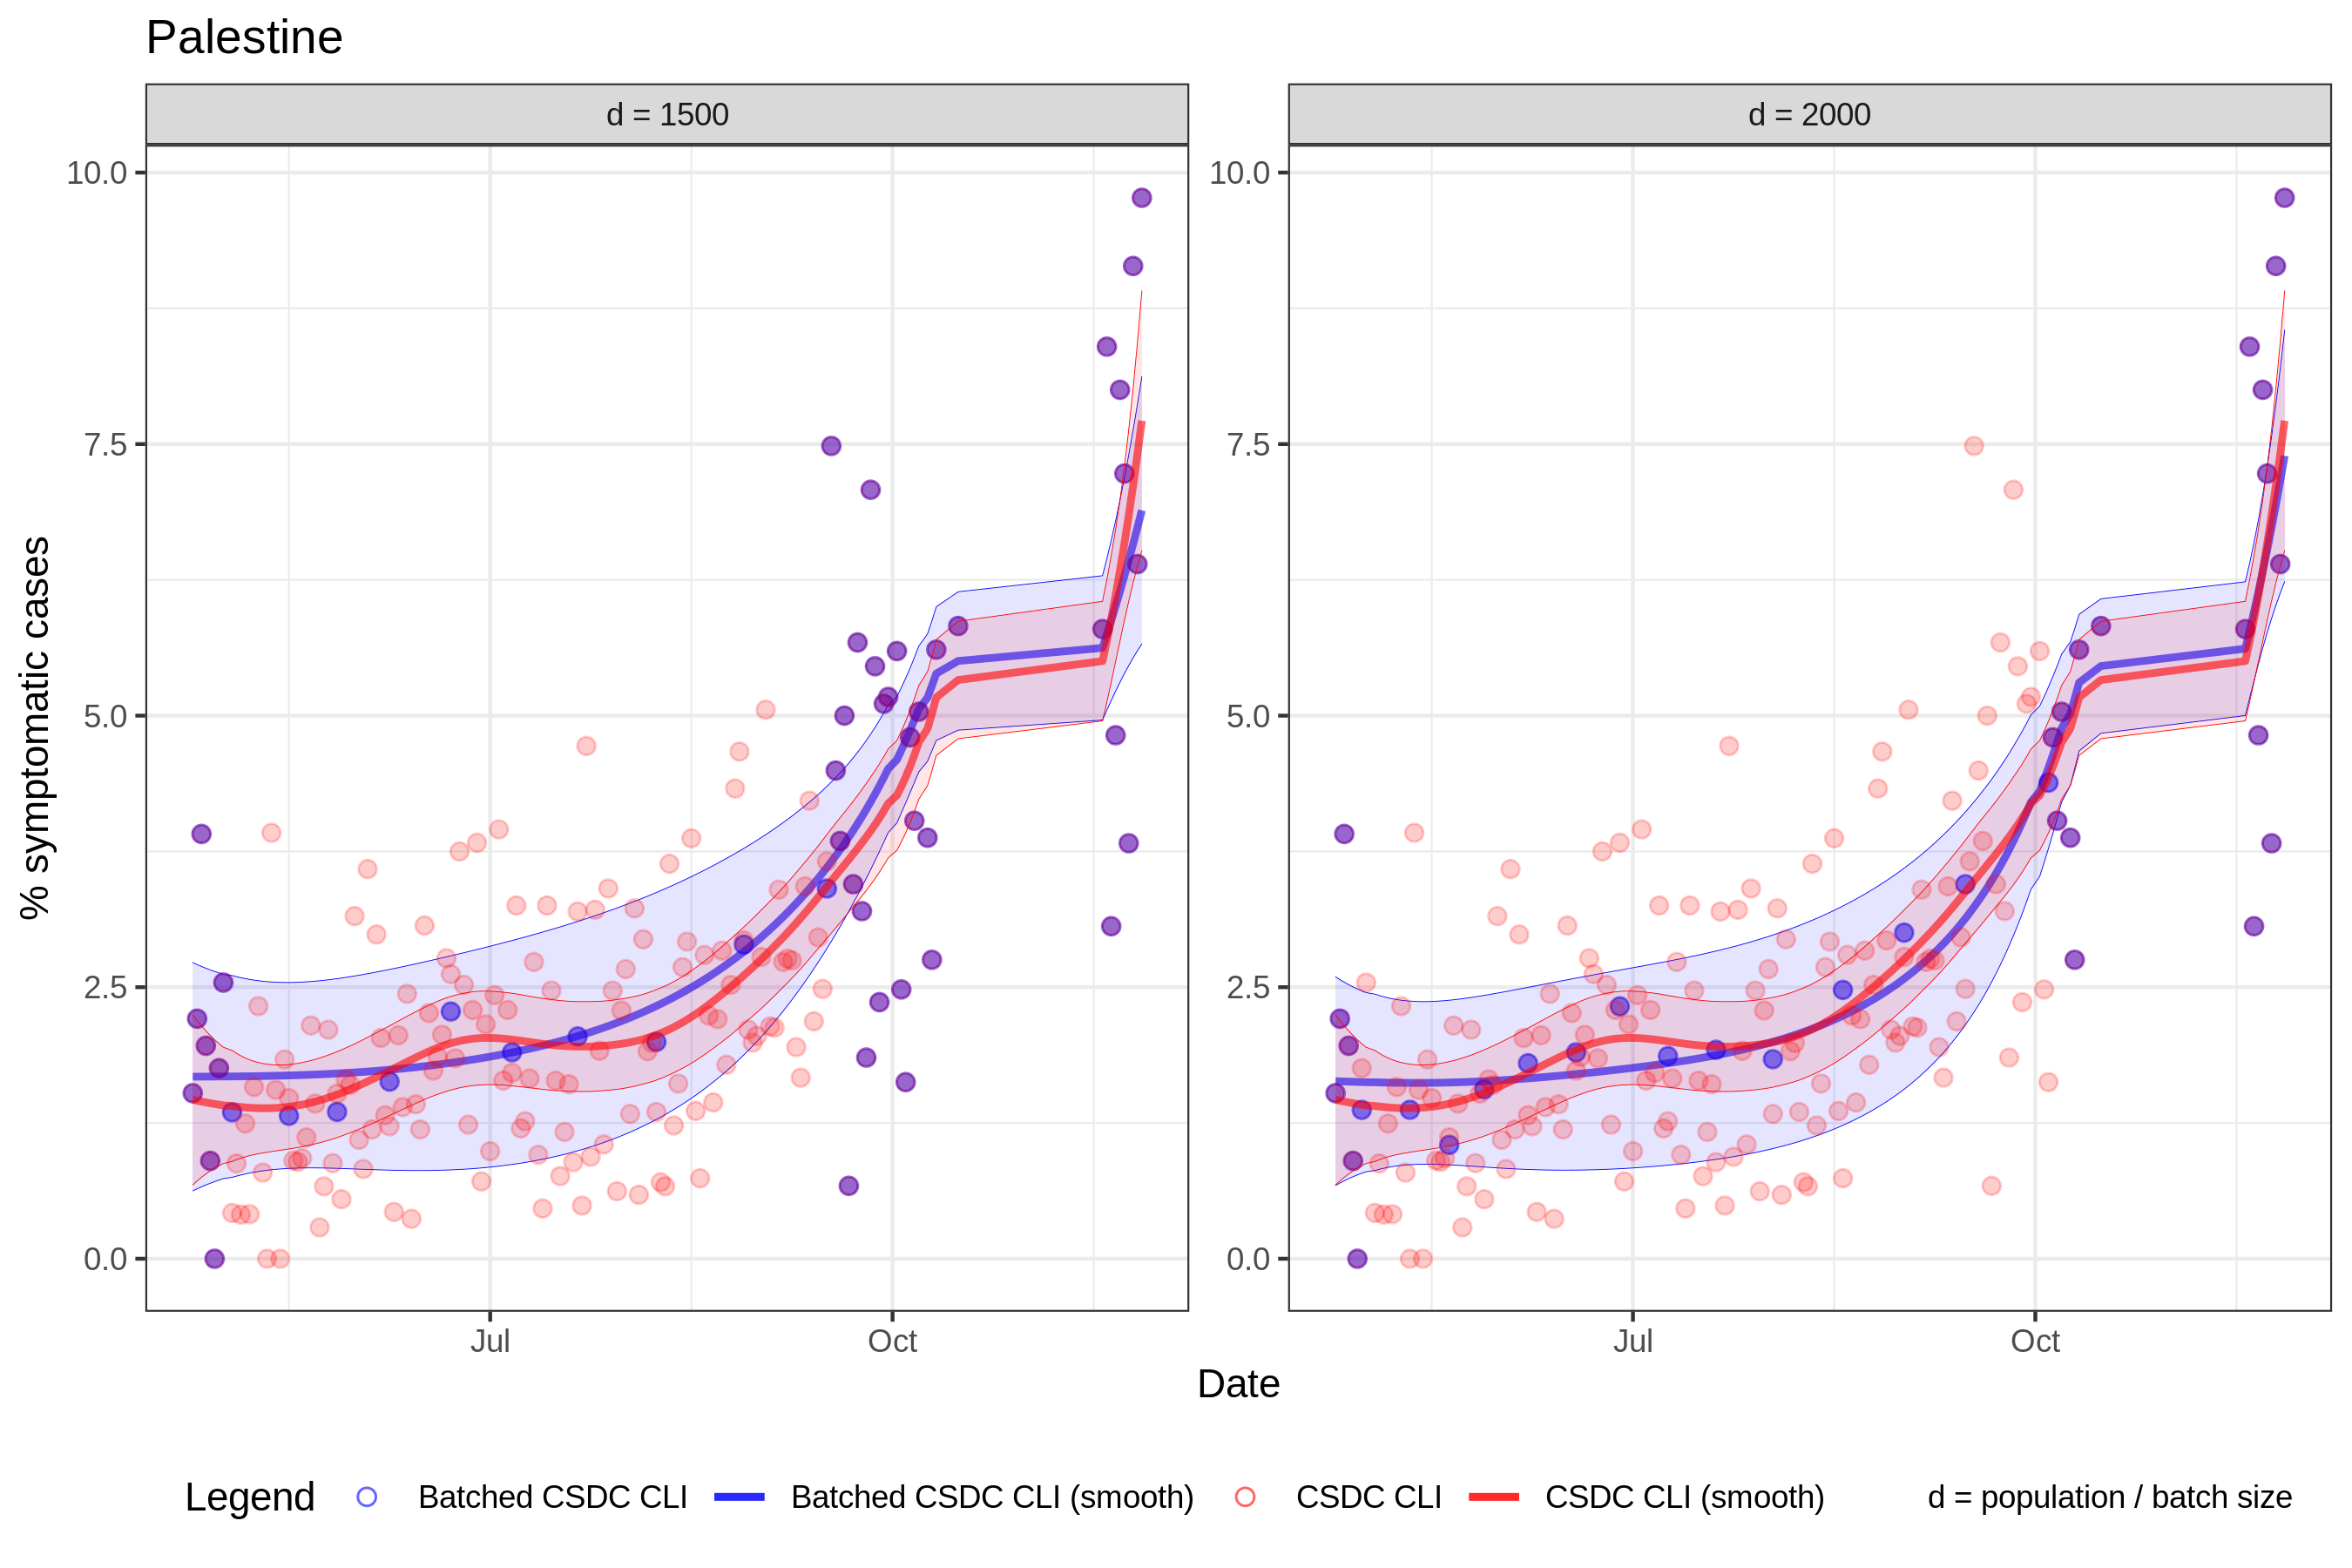 Palestine
d = 1500
d = 2000
10.0
7.5
5.0
2.5
0.0
10.0
7.5
5.0
2.5
0.0
% symptomatic cases
Jul
Oct
Jul
Oct
Date
Legend
Batched CSDC CLI
Batched CSDC CLI (smooth)
CSDC CLI
CSDC CLI (smooth)
d = population / batch size